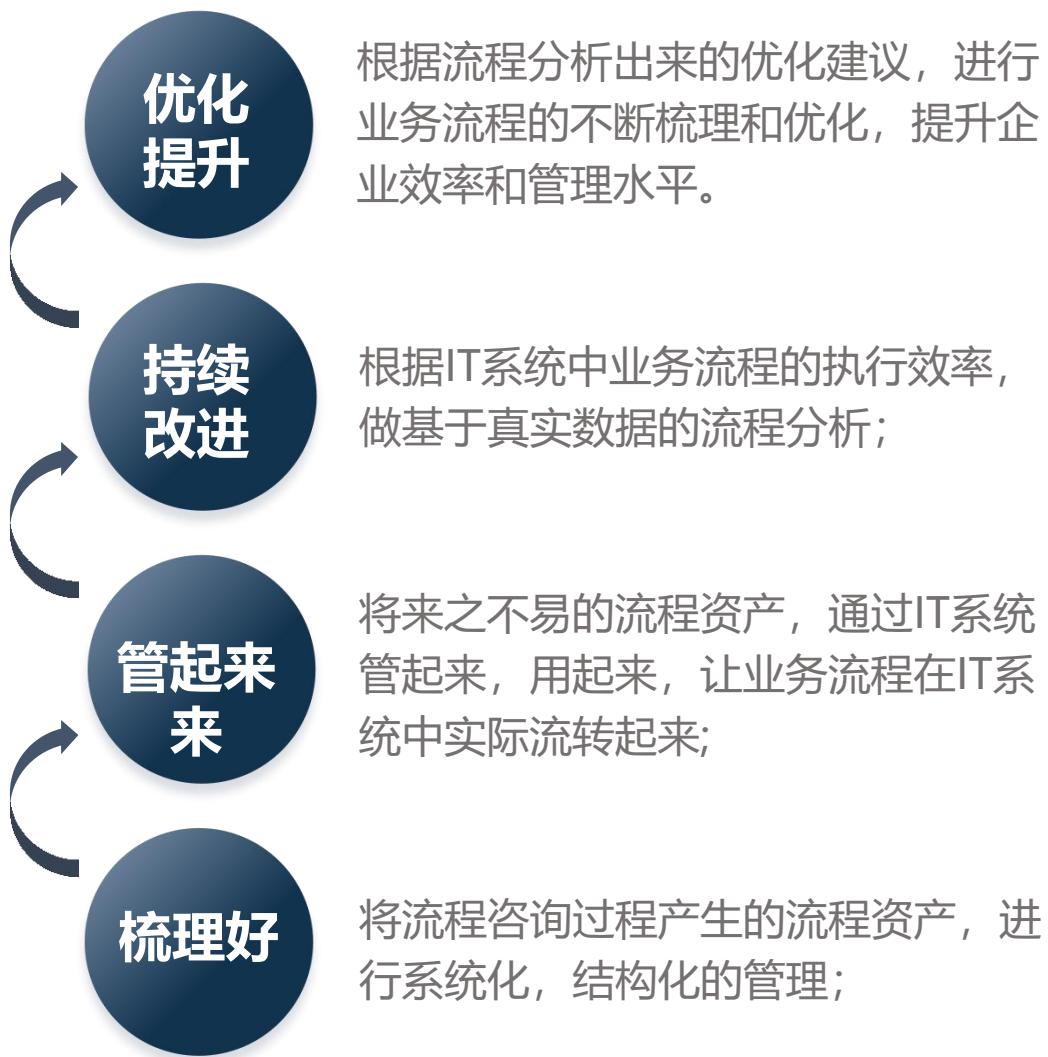 优化
提升
根据流程分析出来的优化建议，进行
业务流程的不断梳理和优化，提升企
业效率和管理水平。
持续
改进
根据IT系统中业务流程的执行效率，
做基于真实数据的流程分析；
管起来
来
将来之不易的流程资产，通过IT系统
管起来，用起来，让业务流程在IT系
统中实际流转起来;
梳理好
将流程咨询过程产生的流程资产，进
行系统化，结构化的管理；